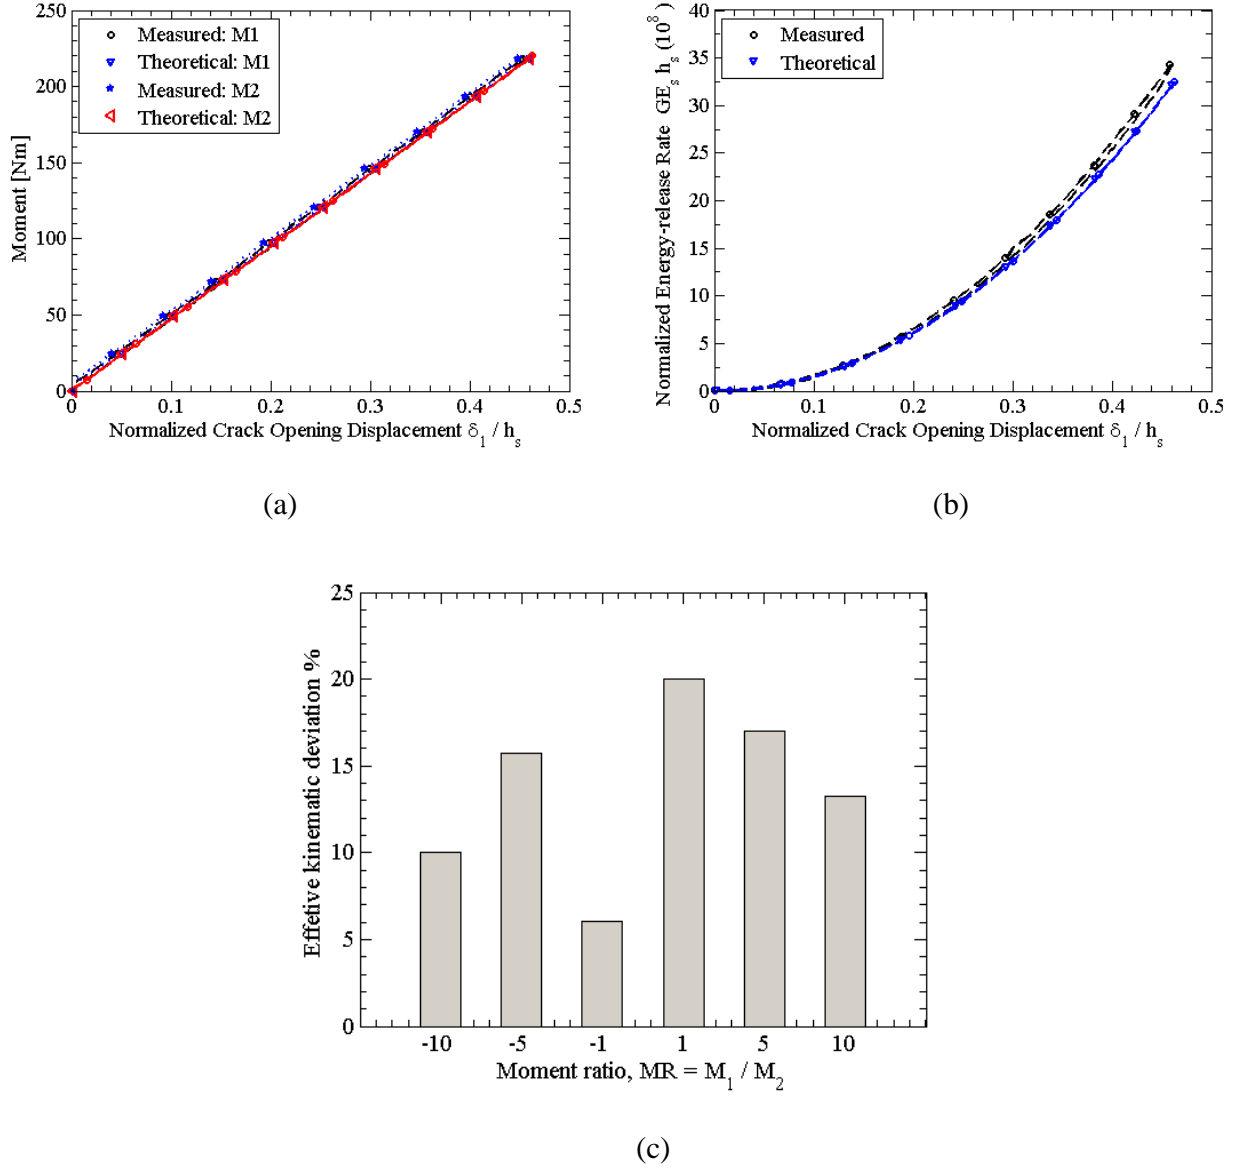 250
200
150
100
50
0
Moment [Nm]
Measured: M1
Theoretical: M1
Measured: M2
Theoretical: M2
0 0.1 0.2 0.3 0.4 0.5
Normalized Crack Opening Displacement δ₁ / hₛ
(a)
40
35
30
25
20
15
10
5
0
Normalized Energy-release Rate GEₛ hₛ (10⁸)
Measured
Theoretical
0 0.1 0.2 0.3 0.4 0.5
Normalized Crack Opening Displacement δ₁ / hₛ
(b)
25
20
15
10
5
0
Effetive kinematic deviation %
-10 -5 -1 1 5 10
Moment ratio, MR = M₁ / M₂
(c)